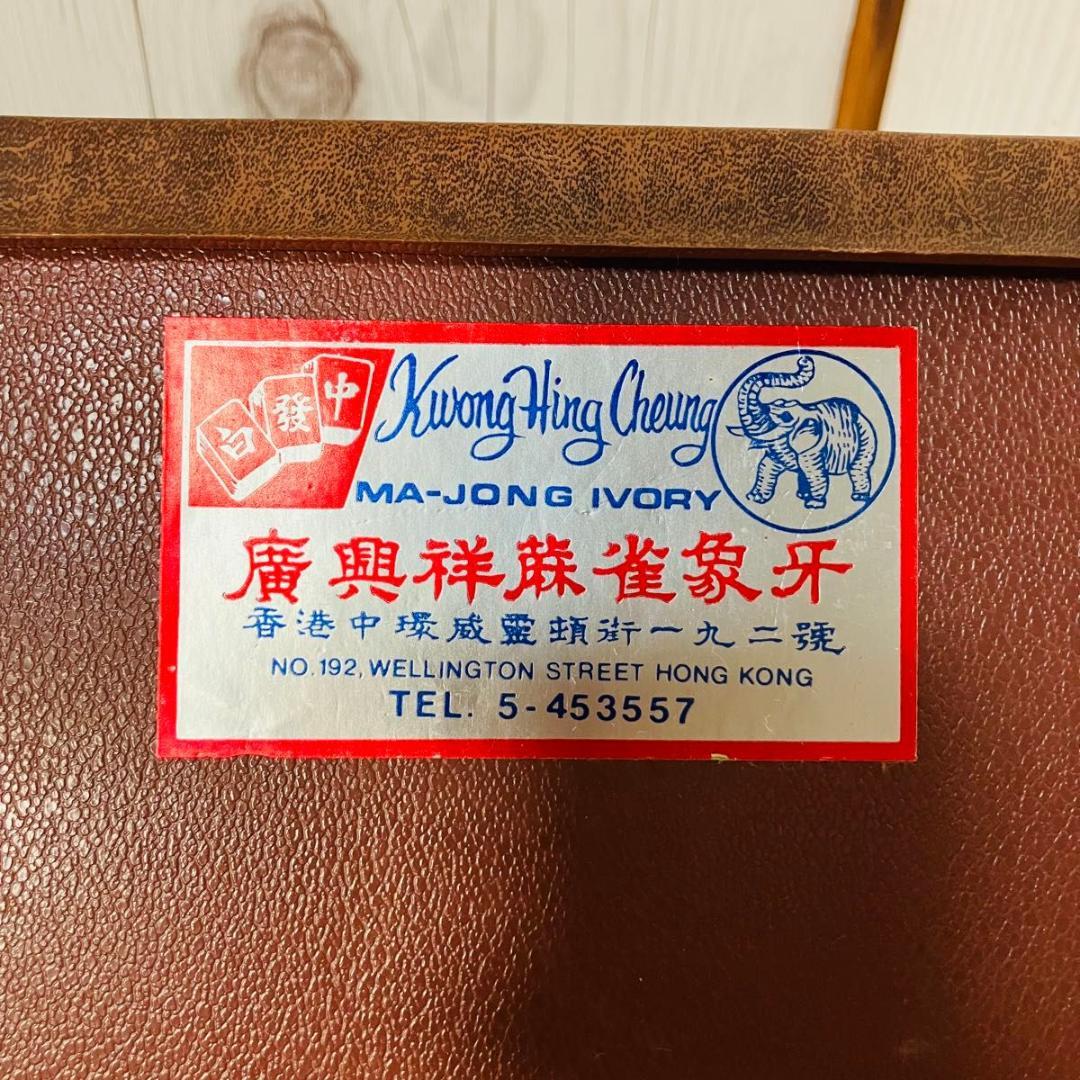 白發中
Kwong Hing Cheung
MA-JONG IVORY
廣興祥蔴雀象牙
香港中環威靈頓街一九二號
NO.192, WELLINGTON STREET HONG KONG
TEL. 5-453557